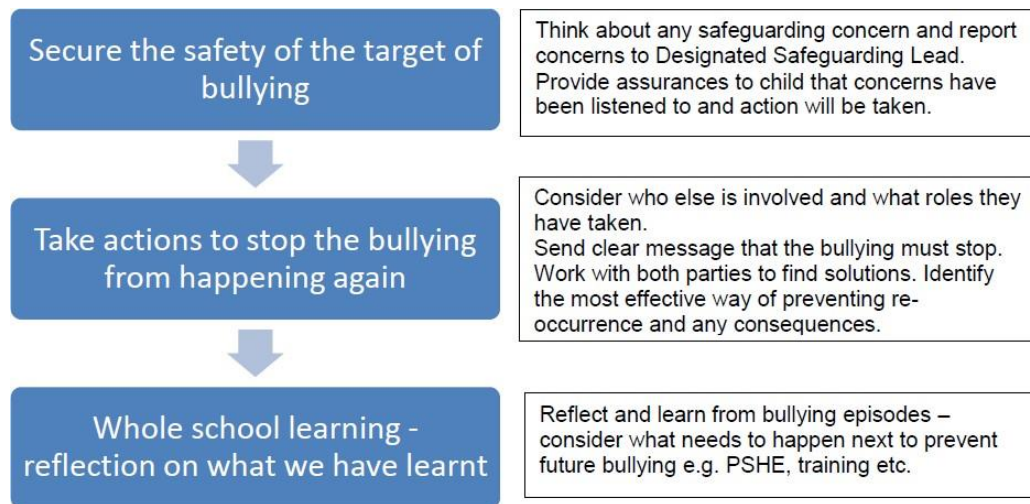 Secure the safety of the target of
bullying
Think about any safeguarding concern and report
concerns to Designated Safeguarding Lead.
Provide assurances to child that concerns have
been listened to and action will be taken.
Take actions to stop the bullying
from happening again
Consider who else is involved and what roles they
have taken.
Send clear message that the bullying must stop.
Work with both parties to find solutions. Identify
the most effective way of preventing re-
occurrence and any consequences.
Whole school learning -
reflection on what we have learnt
Reflect and learn from bullying episodes –
consider what needs to happen next to prevent
future bullying e.g. PSHE, training etc.